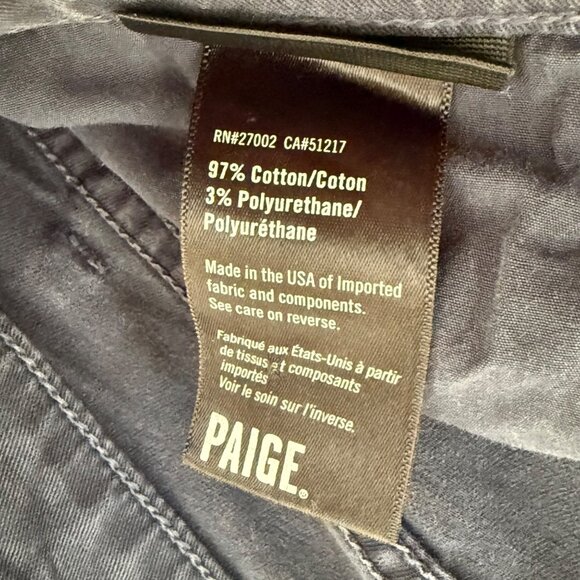 RN#27002 CA#51217
97% Cotton/Coton
3% Polyurethane/
Polyuréthane
Made in the USA of Imported
fabric and components.
See care on reverse.
Fabriqué aux États-Unis à partir
de tissus et composants
importés
Voir le soin sur l'inverse.
PAIGE®